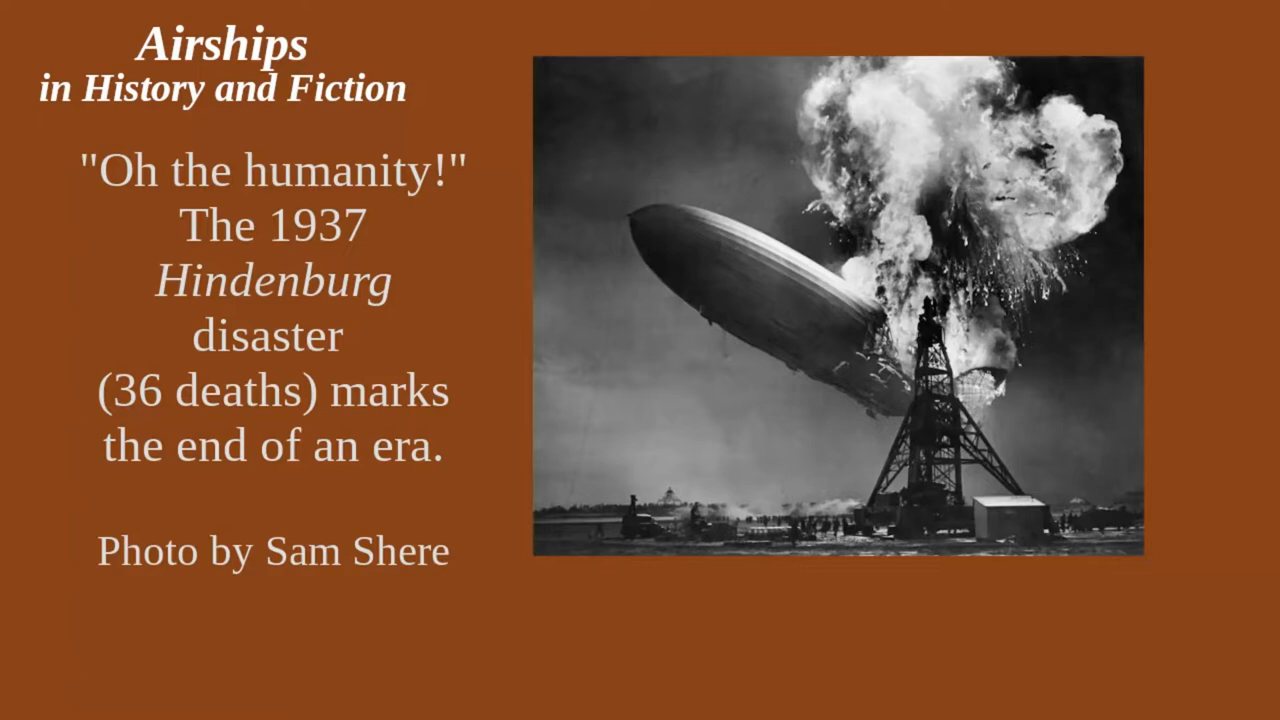 Airships
in History and Fiction
"Oh the humanity!"
The 1937
Hindenburg
disaster
(36 deaths) marks
the end of an era.
Photo by Sam Shere